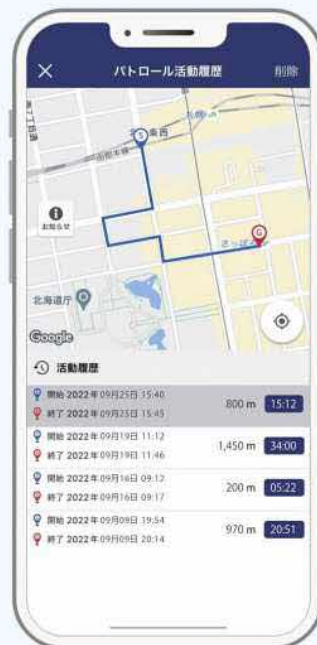 パトロール活動履歴
削除
S
お知らせ
G
さっぽ
北海道庁
Google
活動履歴
開始 2022年09月25日 15:40
終了 2022年09月25日 15:45
800 m 15:12
開始 2022年09月19日 11:12
終了 2022年09月19日 11:46
1,450 m 34:00
開始 2022年09月16日 09:12
終了 2022年09月16日 09:17
200 m 05:22
開始 2022年09月09日 19:54
終了 2022年09月09日 20:14
970 m 20:51